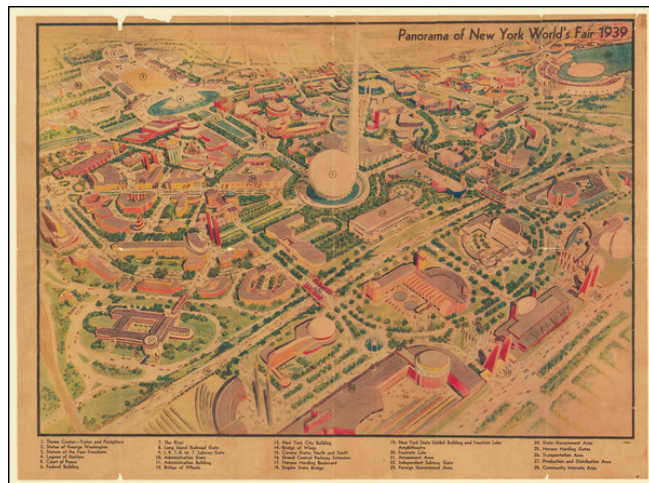 Panorama of New York World's Fair 1939
1. Theme Center—Trylon and Perisphere
2. Statue of George Washington
3. Statues of the Four Freedoms
4. Lagoon of Nations
5. Court of Peace
6. Federal Building
7. The River
8. Long Island Railroad Gate
9. I. R. T.-B. M. T. Subway Gate
10. Administration Gate
11. Administration Building
12. Bridge of Wheels
13. New York City Building
14. Bridge of Wings
15. Corona Gates North and South
16. Grand Central Parkway Extension
17. Horace Harding Boulevard
18. Empire State Bridge
19. New York State Exhibit Building and Fountain Lake
Amphitheatre
20. Fountain Lake
21. Amusement Area
22. Independent Subway Gate
23. Foreign Government Area
24. State Government Area
25. Horace Harding Gates
26. Transportation Area
27. Production and Distribution Area
28. Community Interests Area